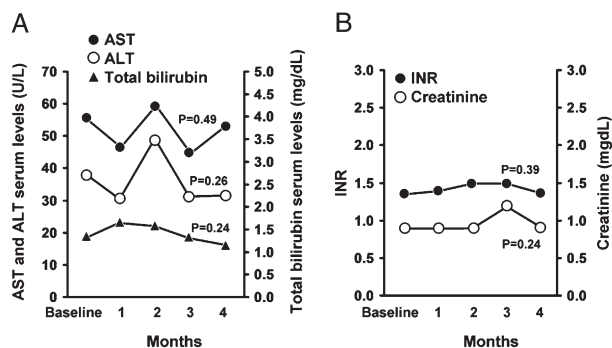 A
AST
ALT
Total bilirubin
AST and ALT serum levels (U/L)
70
60
50
40
30
20
10
0
P=0.49
P=0.26
P=0.24
5.0
4.5
4.0
3.5
3.0
2.5
2.0
1.5
1.0
0.5
0.0
Total bilirubin serum levels (mg/dL)
Baseline 1 2 3 4
Months
B
INR
Creatinine
INR
3.0
2.5
2.0
1.5
1.0
0.5
0.0
P=0.39
P=0.24
3.0
2.5
2.0
1.5
1.0
0.5
0.0
Creatinine (mgdL)
Baseline 1 2 3 4
Months